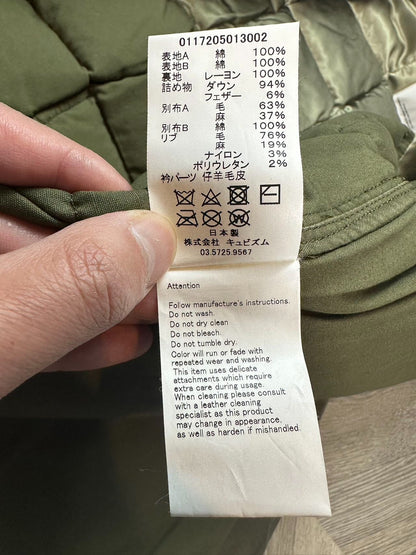 0117205013002
表地A 綿 100%
表地B 綿 100%
裏地 レーヨン 100%
詰め物 ダウン 94%
フェザー 6%
別布A 毛 63%
麻 37%
別布B 綿 100%
リブ 毛 76%
麻 19%
ナイロン 3%
ポリウレタン 2%
衿パーツ 仔羊毛皮
日本製
株式会社 キュビズム
03.5725.9567
Attention
Follow manufacture's instructions.
Do not wash.
Do not dry clean
Do not bleach.
Do not tumble dry.
Color will run or fade with
repeated wear and washing.
This item uses delicate
attachments which require
extra care during usage.
When cleaning please consult
with a leather cleaning
specialist as this product
may change in appearance.
as well as harden if mishandled